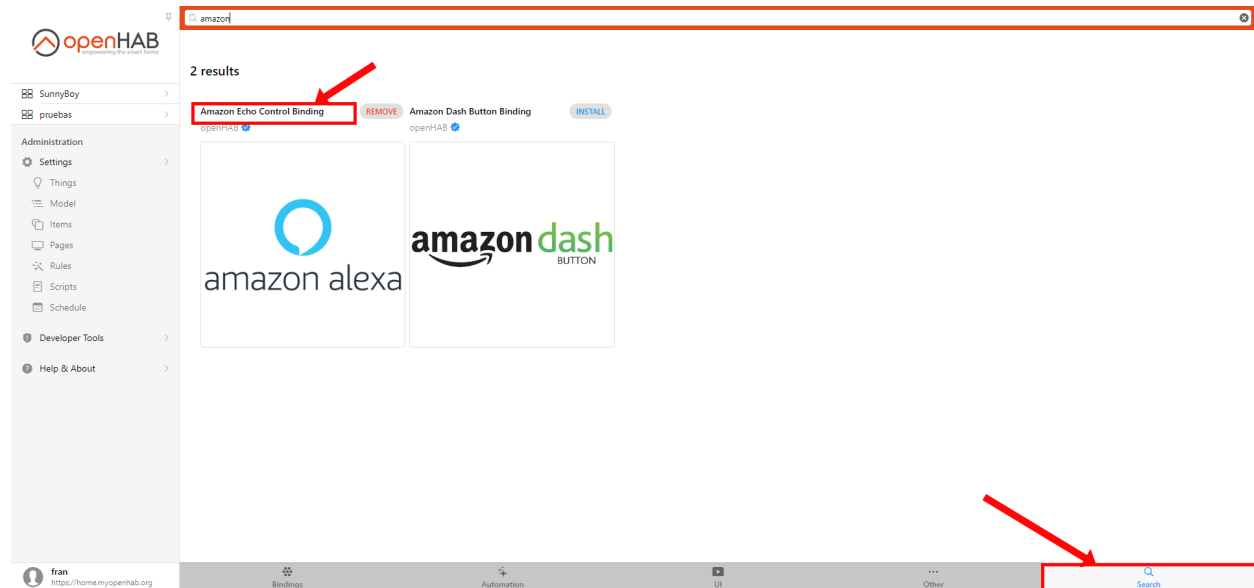 amazon
openHAB
empowering the smart home
2 results
SunnyBoy
pruebas
Amazon Echo Control Binding
REMOVE
Amazon Dash Button Binding
INSTALL
openHAB
openHAB
Administration
Settings
Things
Model
Items
Pages
Rules
Scripts
Schedule
Developer Tools
Help & About
amazon alexa
amazon dash
BUTTON
fran
https://home.myopenhab.org
Bindings
Automation
UI
Other
Search